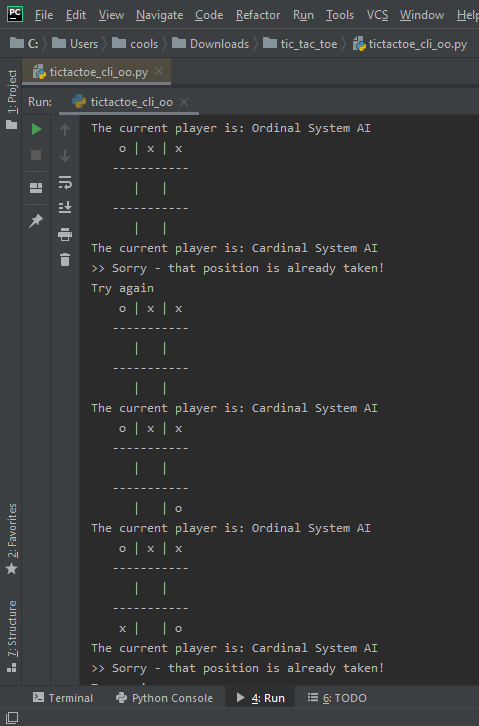 PC File Edit View Navigate Code Refactor Run Tools VCS Window Help
C: Users cools Downloads tic_tac_toe tictactoe_cli_oo.py
1: Project
tictactoe_cli_oo.py
Run: tictactoe_cli_oo
The current player is: Ordinal System AI
o | x | x
-----------
|   |
-----------
|   |
The current player is: Cardinal System AI
>> Sorry - that position is already taken!
Try again
o | x | x
-----------
|   |
-----------
|   |
The current player is: Cardinal System AI
o | x | x
-----------
|   |
-----------
|   | o
The current player is: Ordinal System AI
o | x | x
-----------
|   |
-----------
x |   | o
The current player is: Cardinal System AI
>> Sorry - that position is already taken!
2: Favorites
7: Structure
Terminal Python Console 4: Run 6: TODO